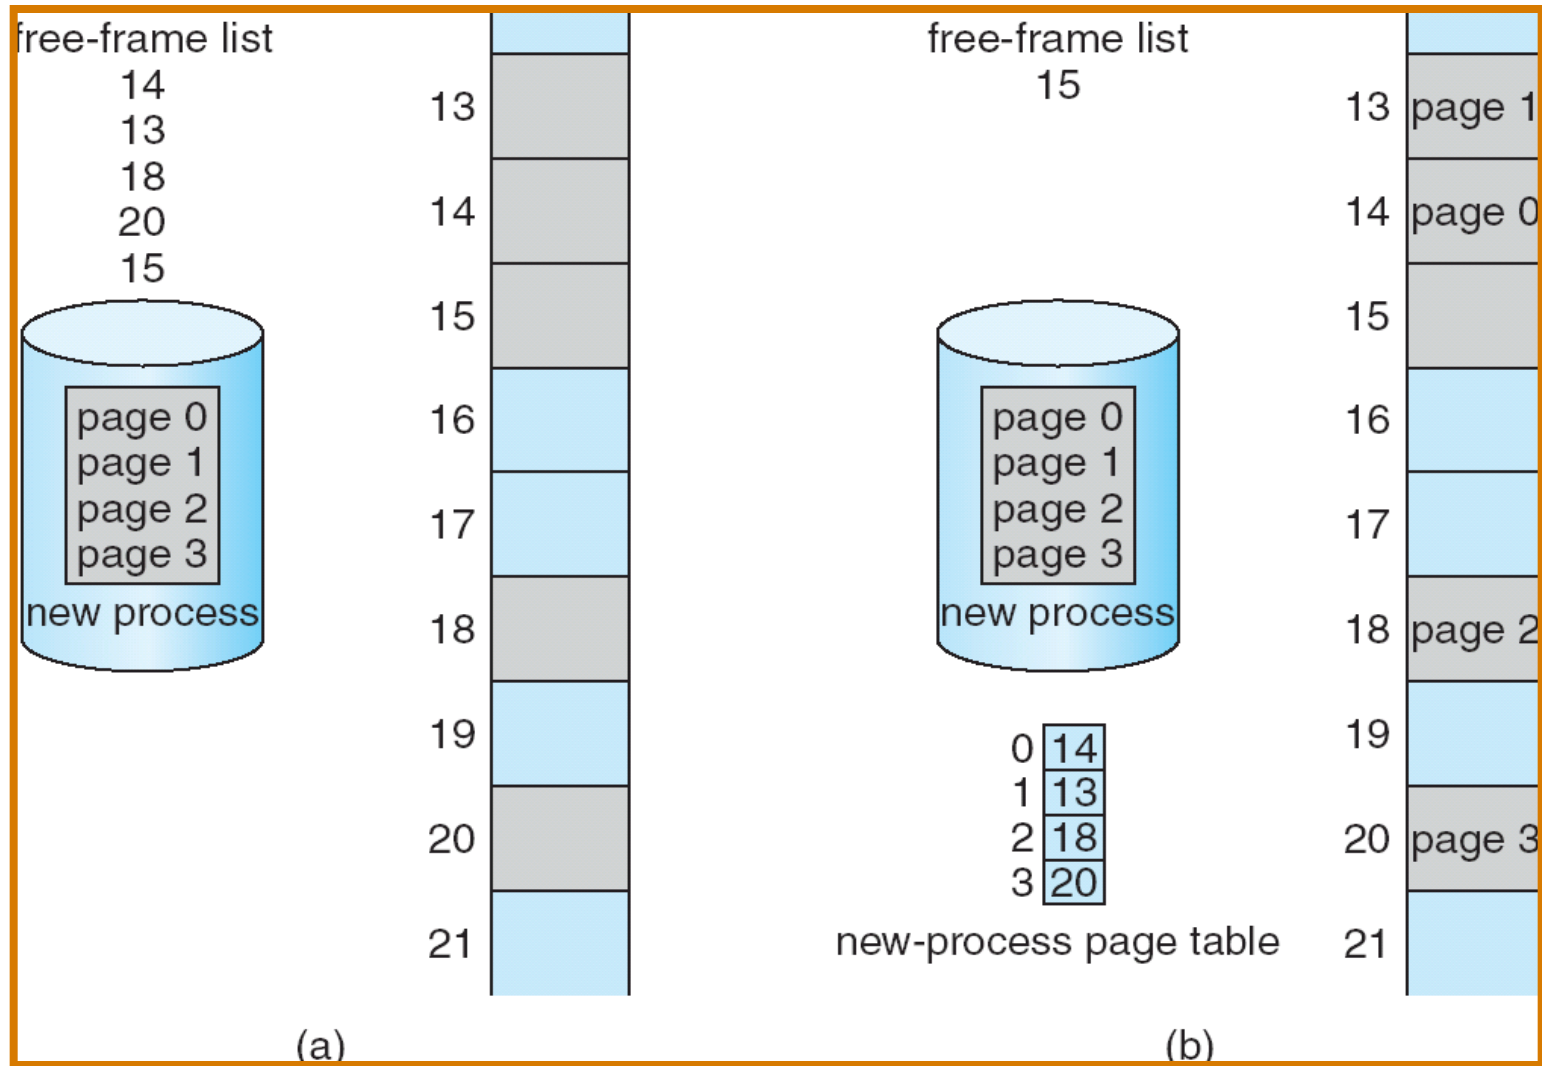 free-frame list
14
13
18
20
15
page 0
page 1
page 2
page 3
new process
13
14
15
16
17
18
19
20
21
(a)
free-frame list
15
page 0
page 1
page 2
page 3
new process
0 14
1 13
2 18
3 20
new-process page table
13 page 1
14 page 0
15
16
17
18 page 2
19
20 page 3
21
(b)